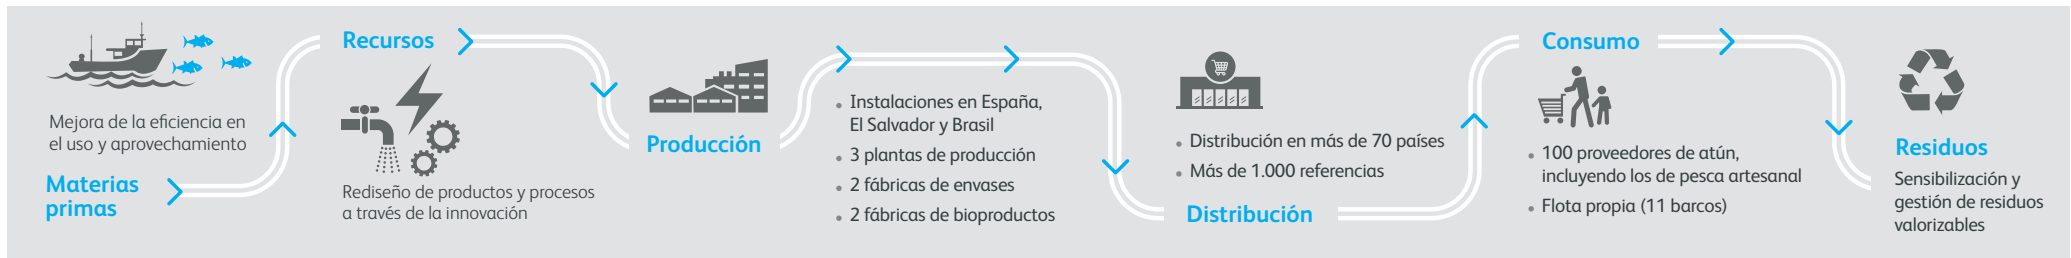 Mejora de la eficiencia en
el uso y aprovechamiento
Materias
primas
Recursos
Rediseño de productos y procesos
a través de la innovación
Producción
• Instalaciones en España,
El Salvador y Brasil
• 3 plantas de producción
• 2 fábricas de envases
• 2 fábricas de bioproductos
• Distribución en más de 70 países
• Más de 1.000 referencias
Distribución
Consumo
• 100 proveedores de atún,
incluyendo los de pesca artesanal
• Flota propia (11 barcos)
Residuos
Sensibilización y
gestión de residuos
valorizables